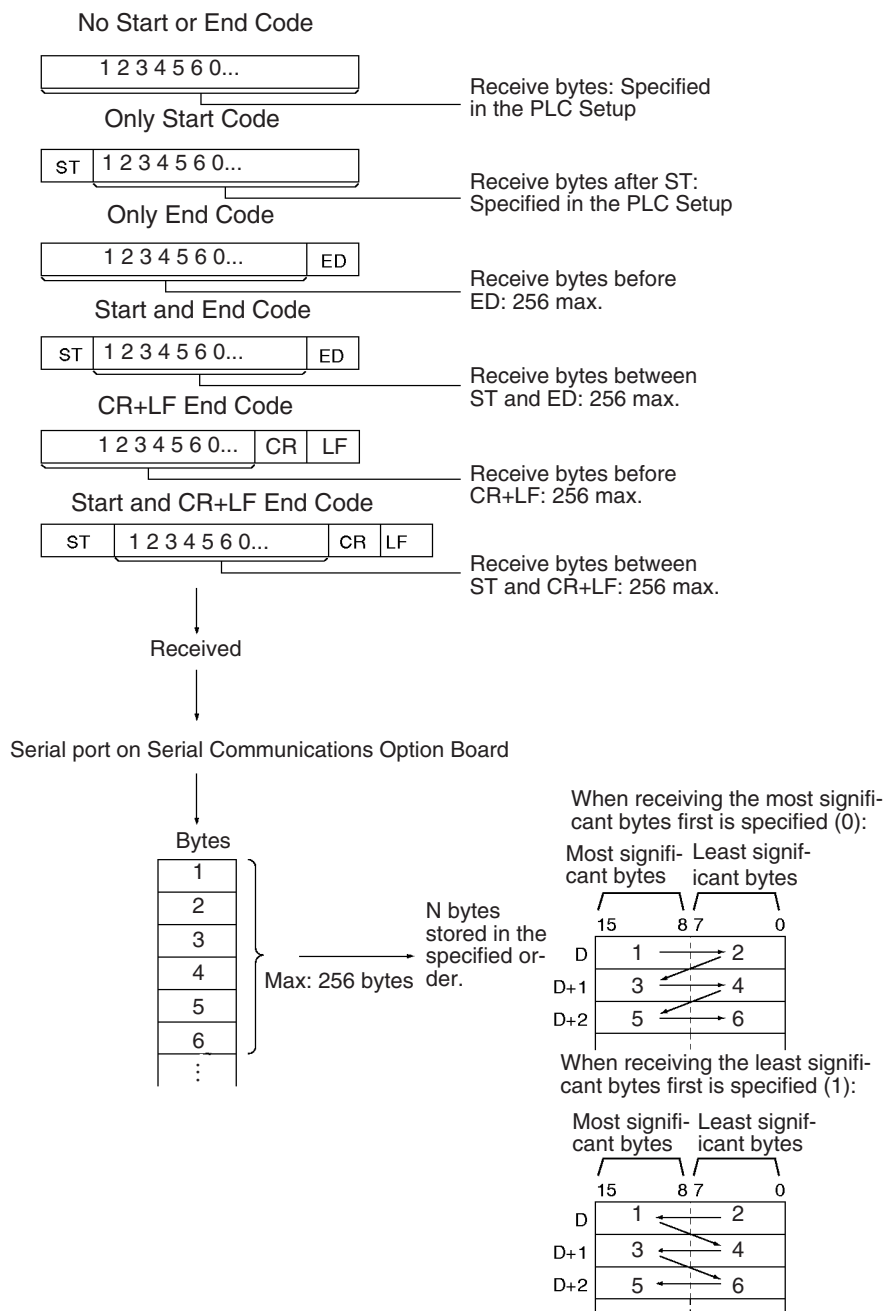 No Start or End Code
1 2 3 4 5 6 0...
Receive bytes: Specified
in the PLC Setup
Only Start Code
ST 1 2 3 4 5 6 0...
Receive bytes after ST:
Specified in the PLC Setup
Only End Code
1 2 3 4 5 6 0... ED
Receive bytes before
ED: 256 max.
Start and End Code
ST 1 2 3 4 5 6 0... ED
Receive bytes between
ST and ED: 256 max.
CR+LF End Code
1 2 3 4 5 6 0... CR LF
Receive bytes before
CR+LF: 256 max.
Start and CR+LF End Code
ST 1 2 3 4 5 6 0... CR LF
Receive bytes between
ST and CR+LF: 256 max.
Received
Serial port on Serial Communications Option Board
Bytes
1
2
3
4
5
6
⋮
Max: 256 bytes
N bytes
stored in the
specified or-
der.
When receiving the most signifi-
cant bytes first is specified (0):
Most signifi-
cant bytes
Least signif-
icant bytes
15 8 7 0
D 1 2
D+1 3 4
D+2 5 6
When receiving the least signifi-
cant bytes first is specified (1):
Most signifi-
cant bytes
Least signif-
icant bytes
15 8 7 0
D 1 2
D+1 3 4
D+2 5 6